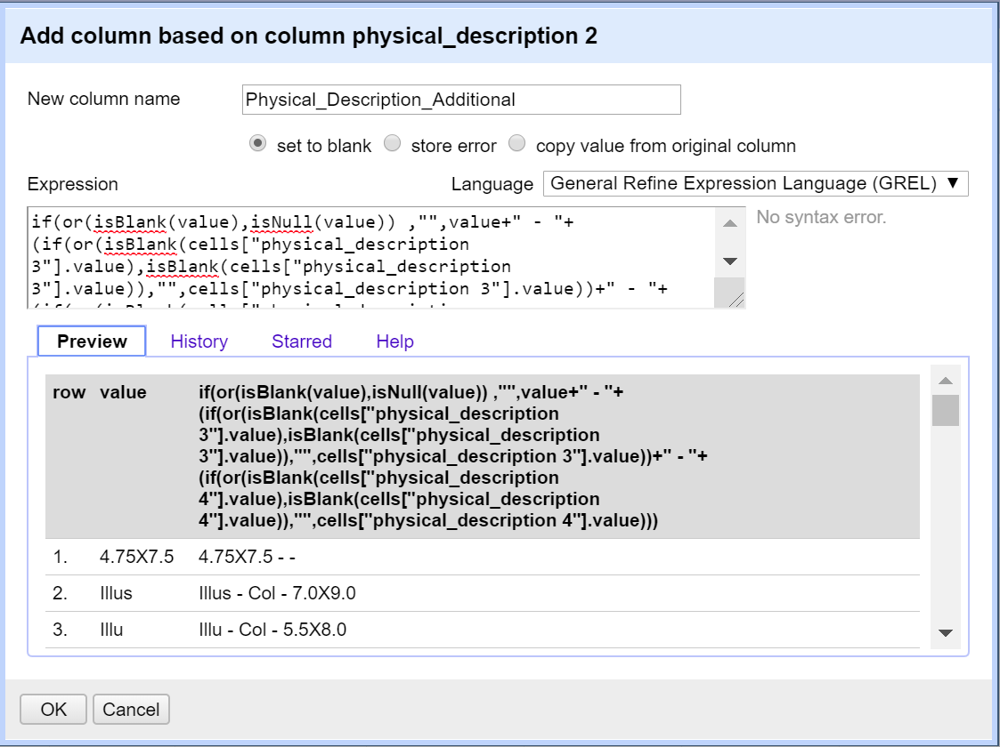 Add column based on column physical_description 2
New column name Physical_Description_Additional
set to blank store error copy value from original column
Expression Language General Refine Expression Language (GREL) ▼
if(or(isBlank(value),isNull(value)) ,"",value+" - "+ No syntax error.
(if(or(isBlank(cells["physical_description
3"].value),isBlank(cells["physical_description
3"].value)),"",cells["physical_description 3"].value))+" - "+
Preview History Starred Help
row value if(or(isBlank(value),isNull(value)) ,"",value+" - "+
(if(or(isBlank(cells["physical_description
3"].value),isBlank(cells["physical_description
3"].value)),"",cells["physical_description 3"].value))+" - "+
(if(or(isBlank(cells["physical_description
4"].value),isBlank(cells["physical_description
4"].value)),"",cells["physical_description 4"].value)))
1. 4.75X7.5 4.75X7.5 - -
2. Illus Illus - Col - 7.0X9.0
3. Illu Illu - Col - 5.5X8.0
OK Cancel